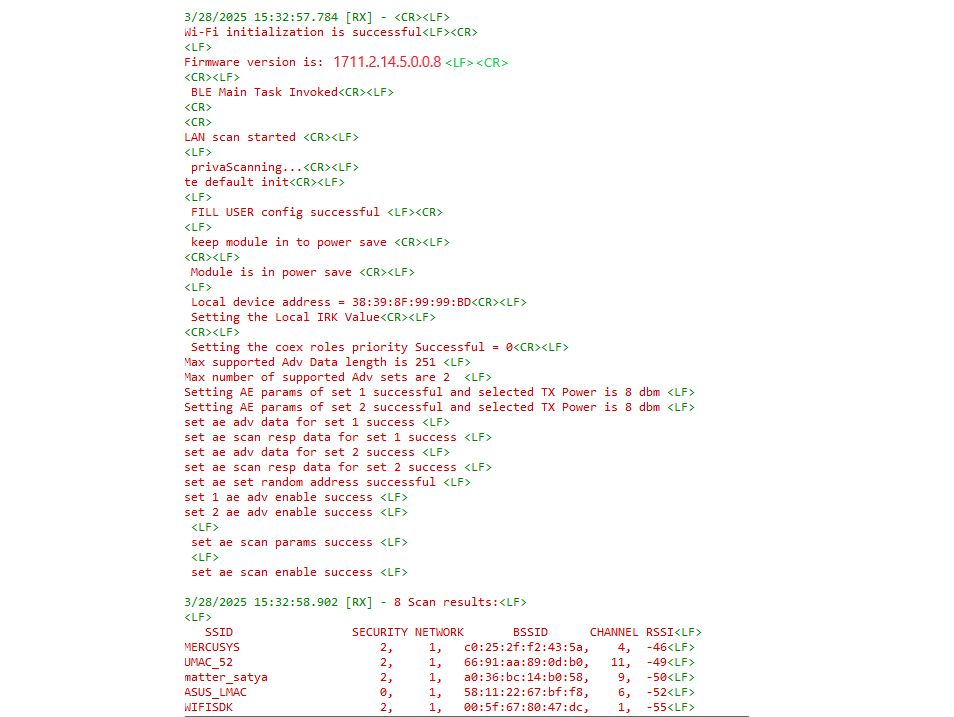 3/28/2025 15:32:57.784 [RX] - <CR><LF>
Wi-Fi initialization is successful<LF><CR>
<LF>
Firmware version is: 1711.2.14.5.0.0.8 <LF><CR>
<CR><LF>
BLE Main Task Invoked<CR><LF>
<CR>
<CR>
LAN scan started <CR><LF>
<LF>
privaScanning...<CR><LF>
te default init<CR><LF>
<LF>
FILL USER config successful <LF><CR>
<LF>
keep module in to power save <CR><LF>
<CR><LF>
Module is in power save <CR><LF>
<LF>
Local device address = 38:39:8F:99:99:BD<CR><LF>
Setting the Local IRK Value<CR><LF>
<CR><LF>
Setting the coex roles priority Successful = 0<CR><LF>
Max supported Adv Data length is 251 <LF>
Max number of supported Adv sets are 2 <LF>
Setting AE params of set 1 successful and selected TX Power is 8 dbm <LF>
Setting AE params of set 2 successful and selected TX Power is 8 dbm <LF>
set ae adv data for set 1 success <LF>
set ae scan resp data for set 1 success <LF>
set ae adv data for set 2 success <LF>
set ae scan resp data for set 2 success <LF>
set ae set random address successful <LF>
set 1 ae adv enable success <LF>
set 2 ae adv enable success <LF>
<LF>
set ae scan params success <LF>
<LF>
set ae scan enable success <LF>
3/28/2025 15:32:58.902 [RX] - 8 Scan results:<LF>
<LF>
SSID SECURITY NETWORK BSSID CHANNEL RSSI<LF>
MERCUSYS 2, 1, c0:25:2f:f2:43:5a, 4, -46<LF>
UMAC_52 2, 1, 66:91:aa:89:0d:b0, 11, -49<LF>
matter_satya 2, 1, a0:36:bc:14:b0:58, 9, -50<LF>
ASUS_LMAC 0, 1, 58:11:22:67:bf:f8, 6, -52<LF>
WIFISDK 2, 1, 00:5f:67:80:47:dc, 1, -55<LF>